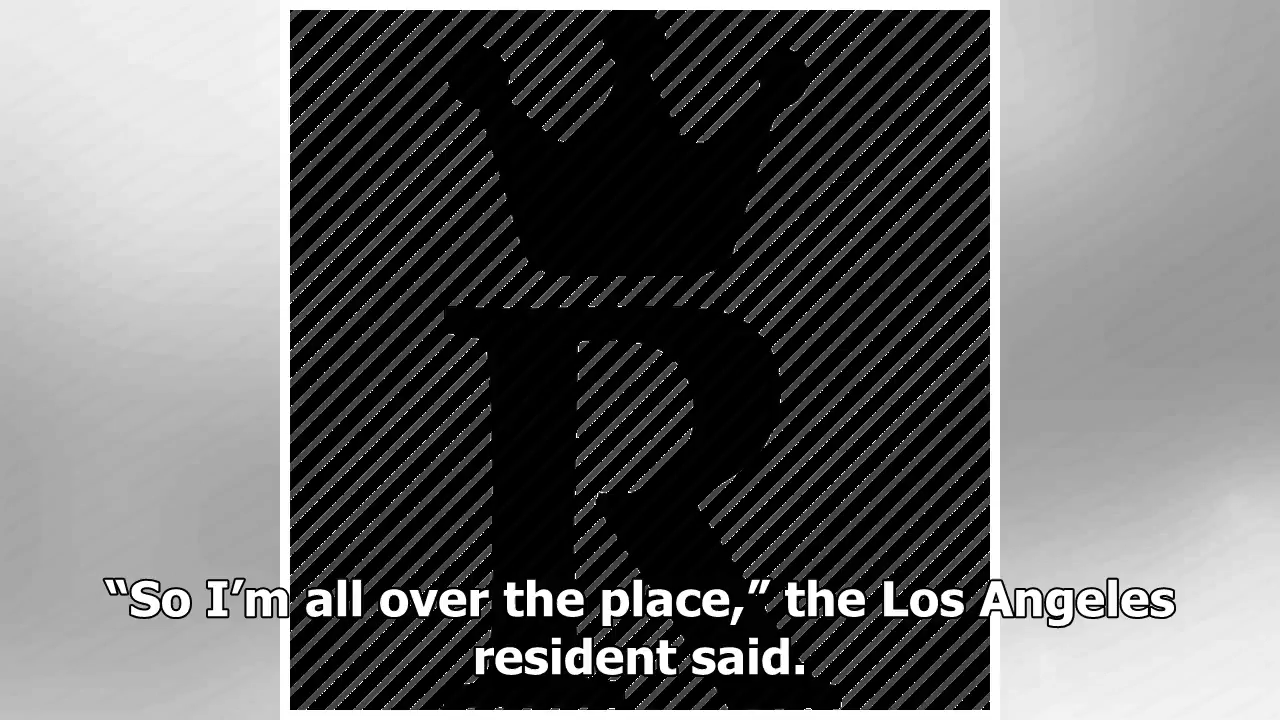 R
“So I’m all over the place,” the Los Angeles
resident said.